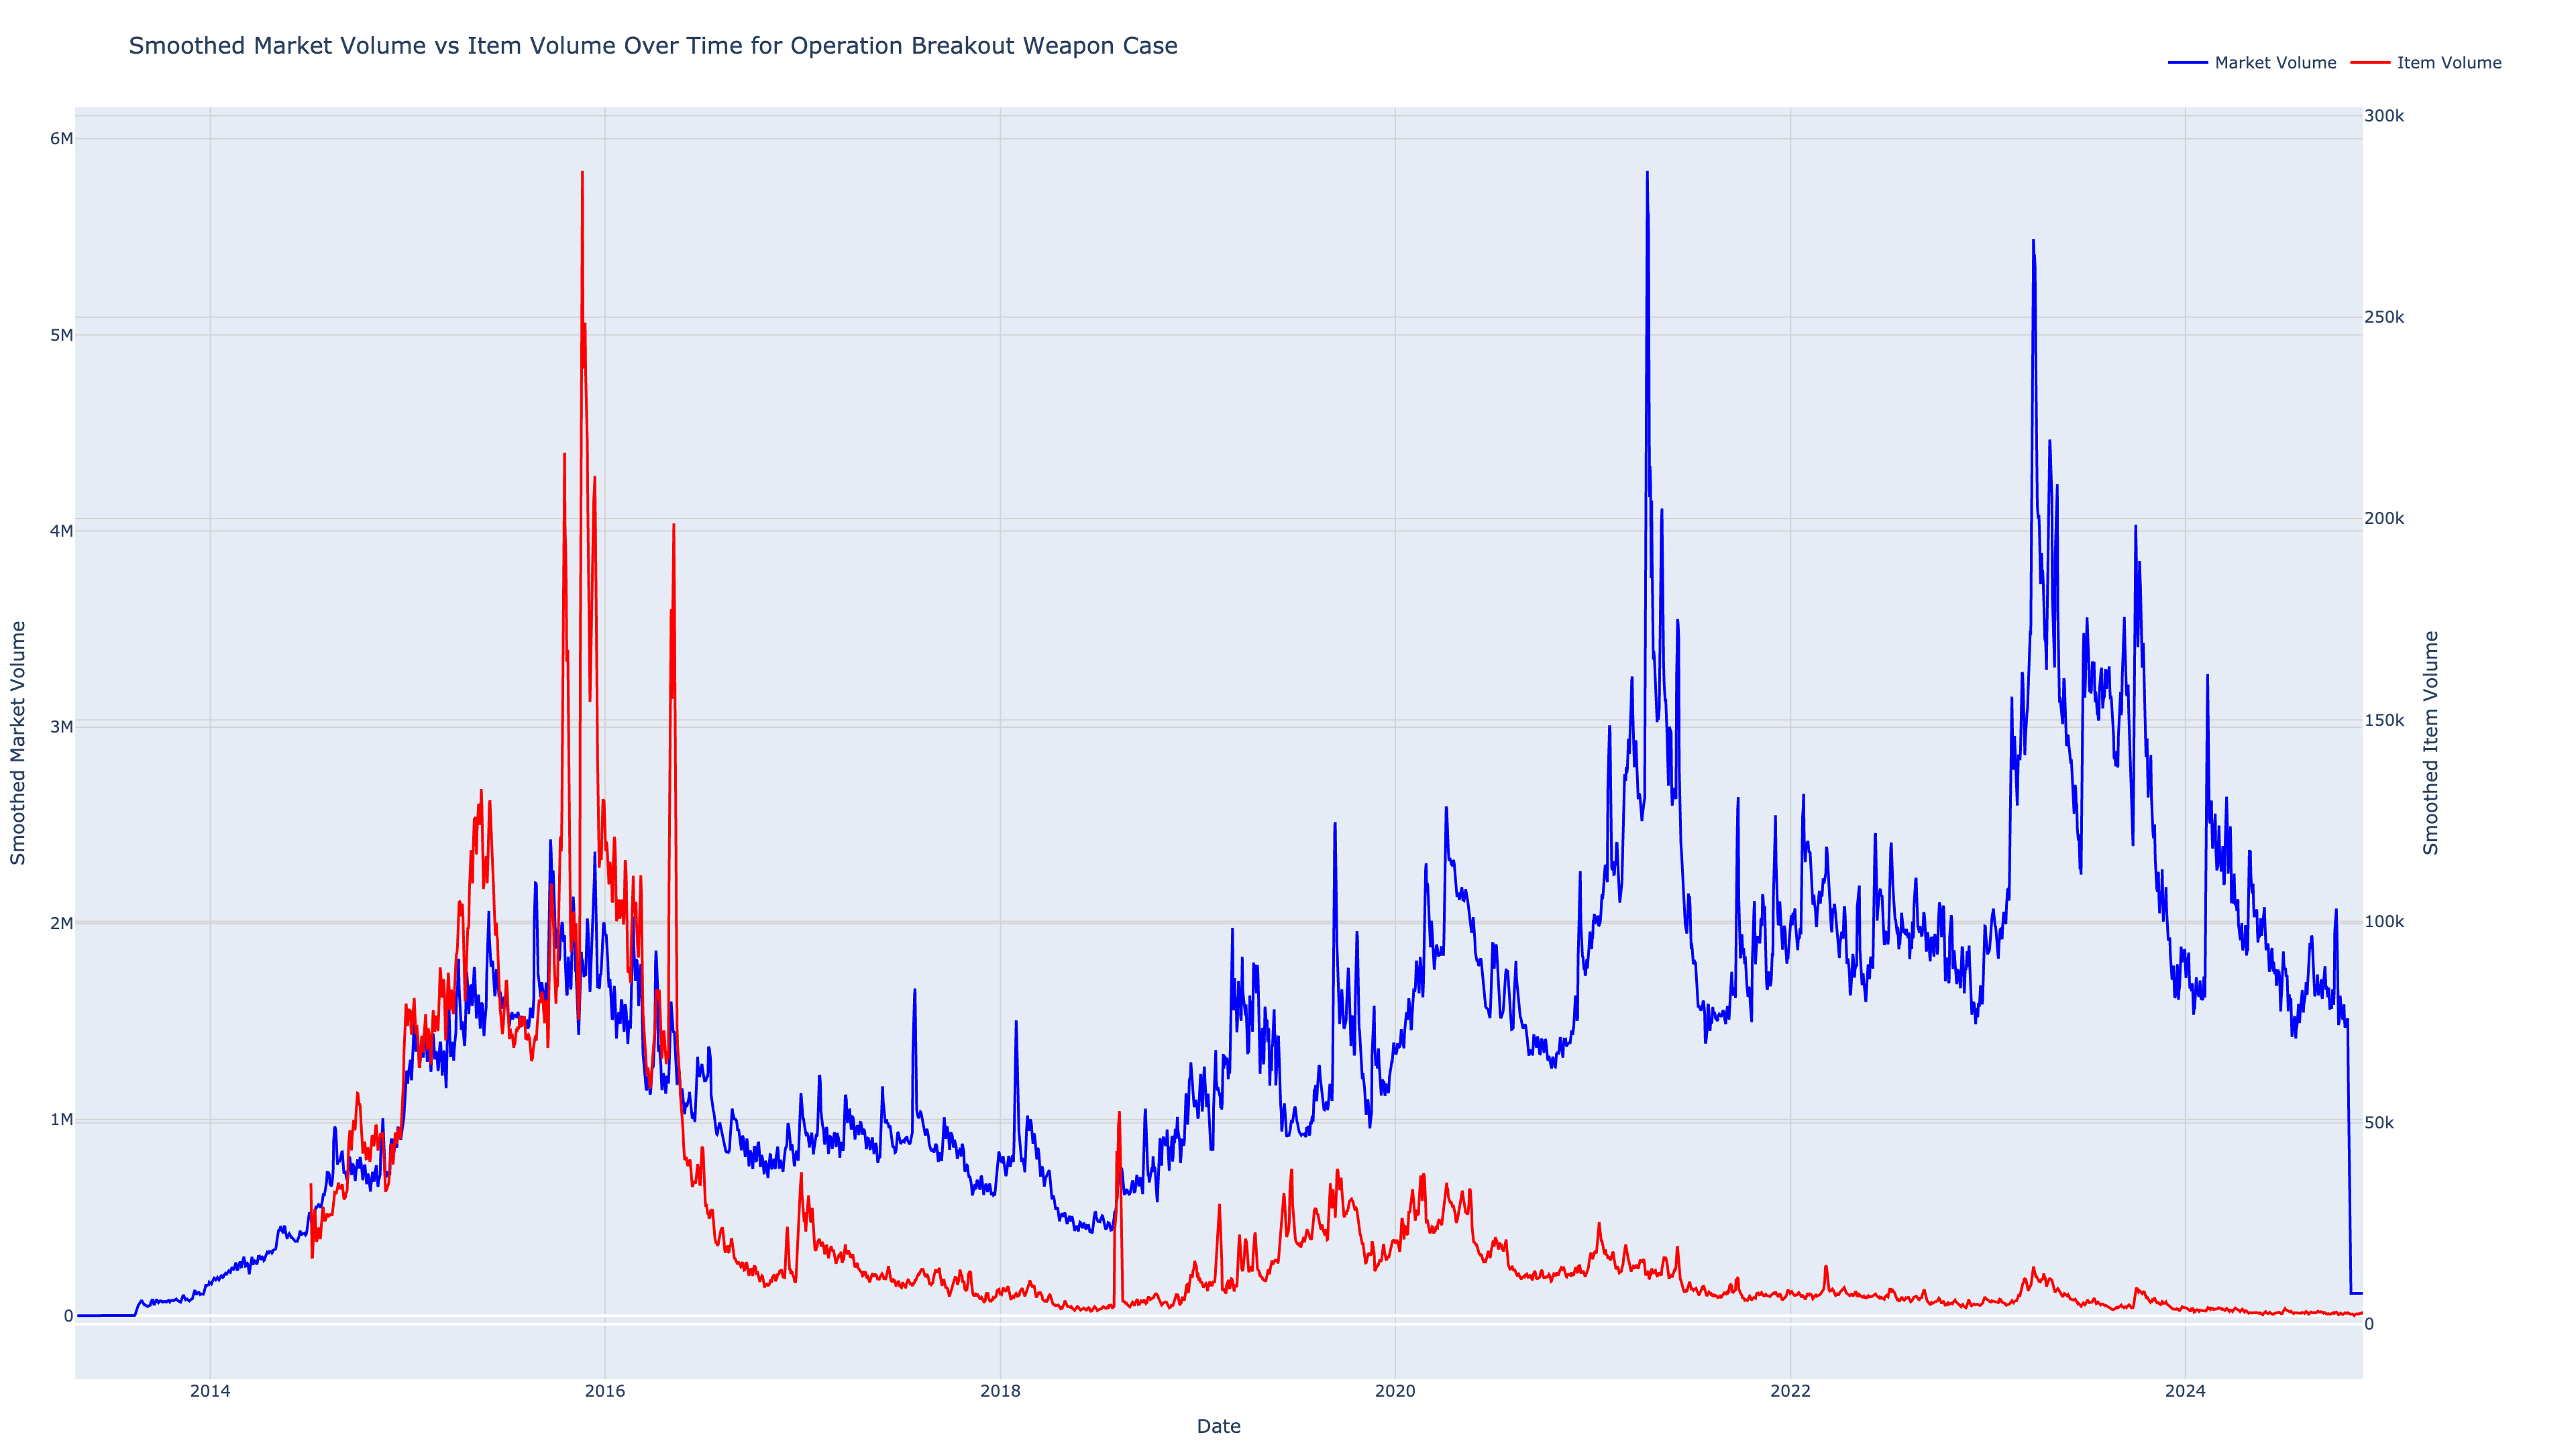 Smoothed Market Volume vs Item Volume Over Time for Operation Breakout Weapon Case
Market Volume
Item Volume
6M
5M
4M
3M
2M
1M
0
Smoothed Market Volume
300k
250k
200k
150k
100k
50k
0
Smoothed Item Volume
2014
2016
2018
2020
2022
2024
Date